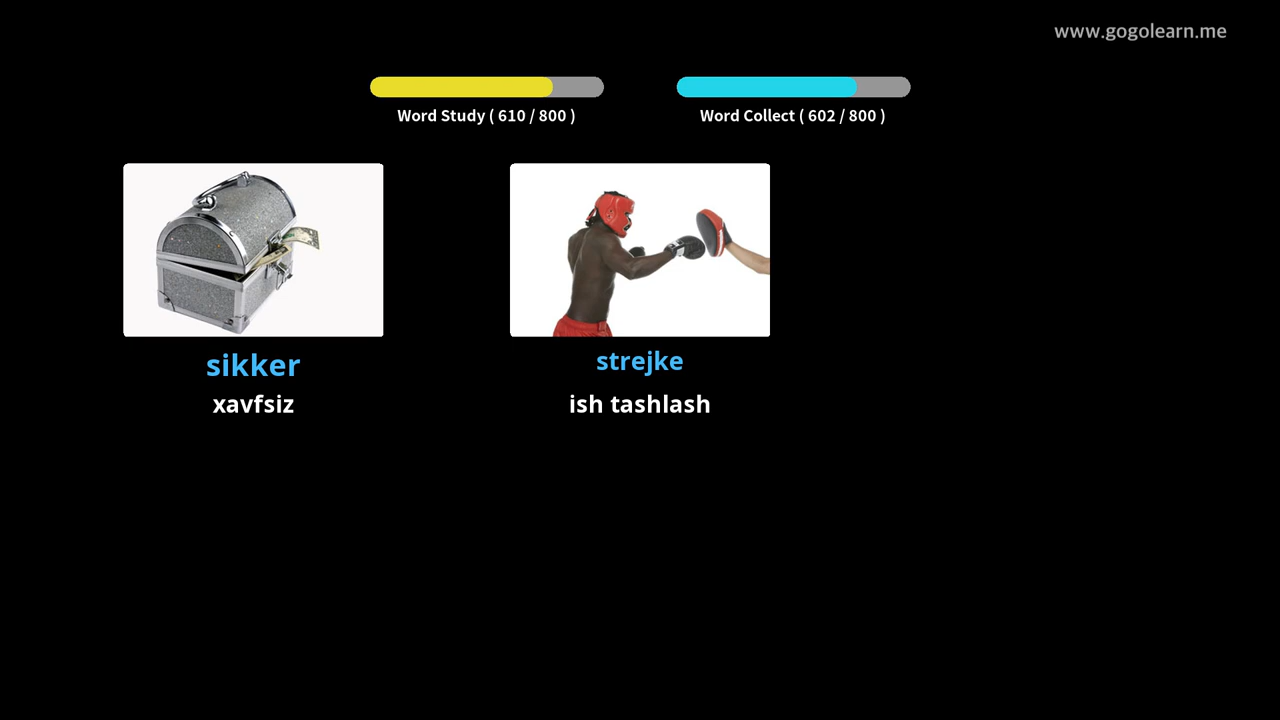 www.gogolearn.me
Word Study ( 610 / 800 )
Word Collect ( 602 / 800 )
sikker
xavfsiz
strejke
ish tashlash